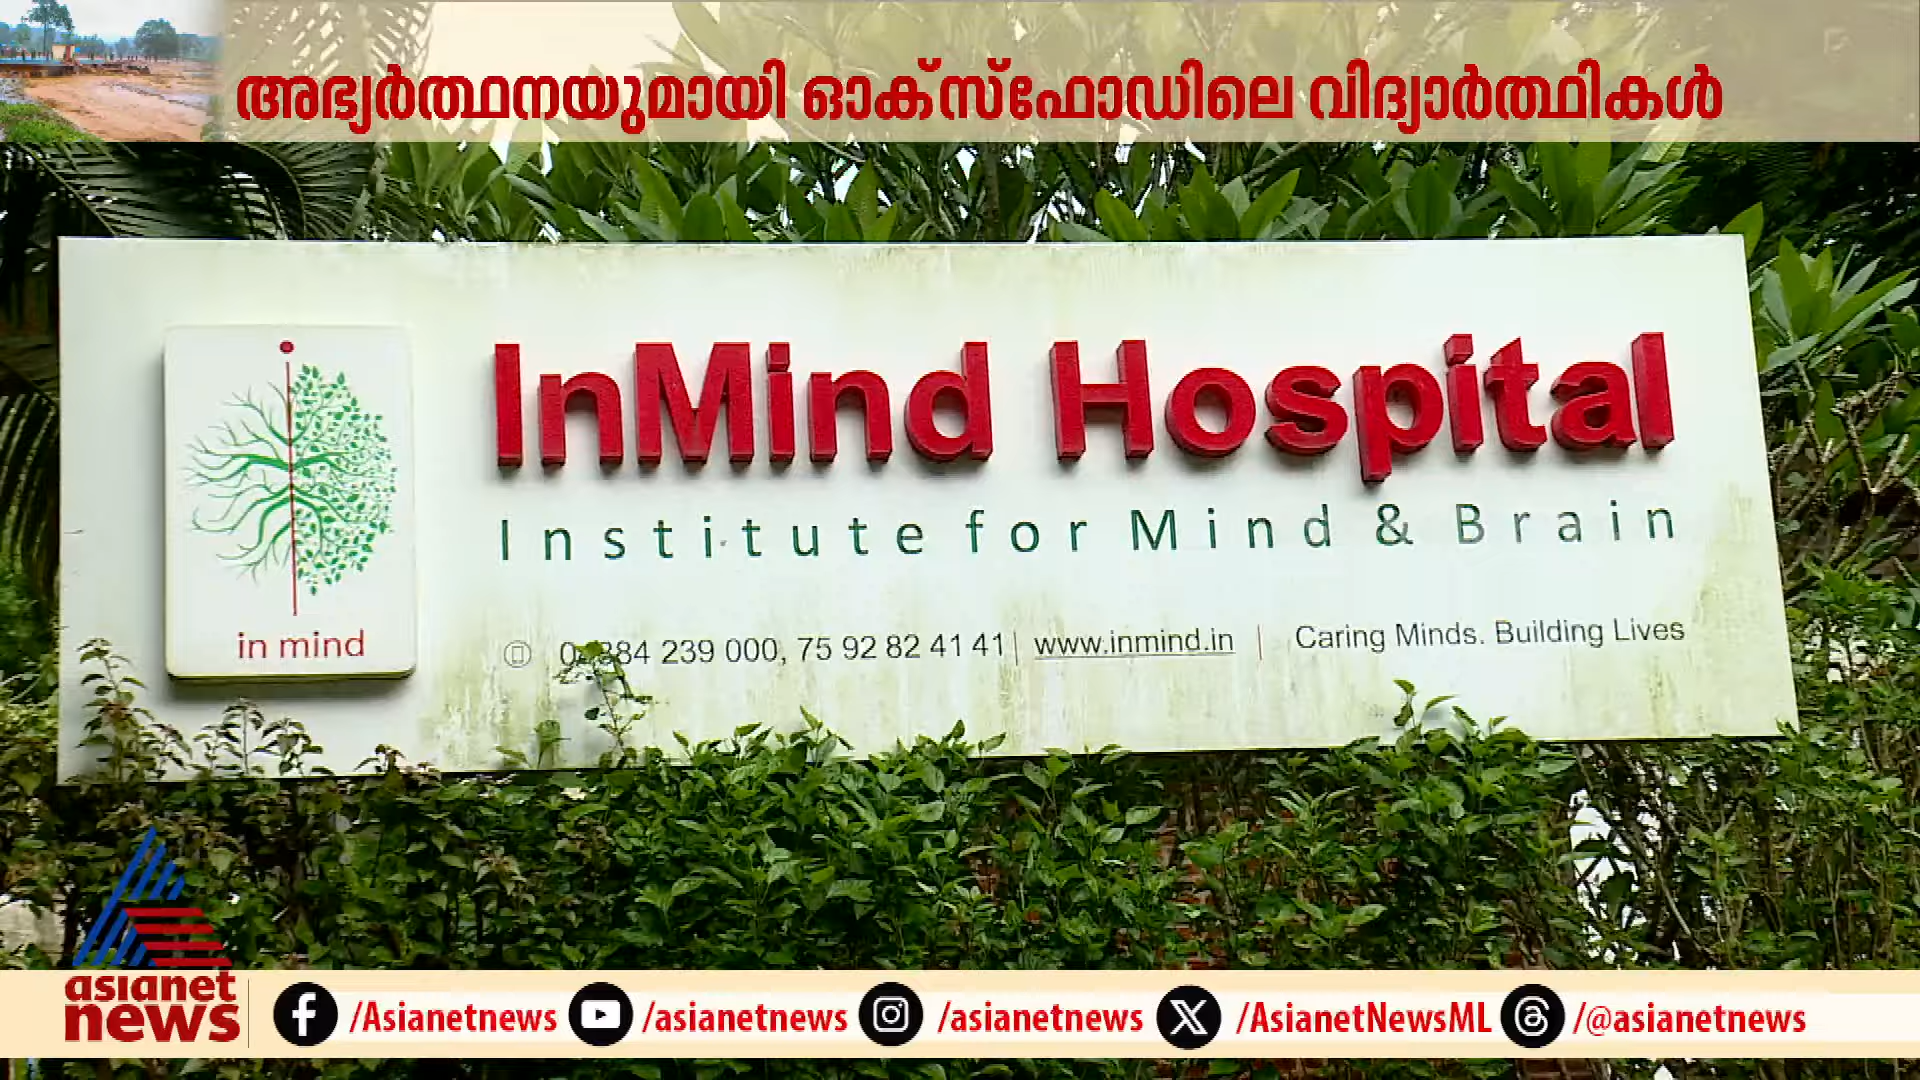 അഭ്യർത്ഥനയുമായി ഓക്സ്ഫോഡിലെ വിദ്യാർത്ഥികൾ
InMind Hospital
Institute for Mind & Brain
in mind
239 000, 75 92 82 41 41 | www.inmind.in | Caring Minds. Building Lives
asianet news
/Asianetnews /asianetnews /asianetnews /AsianetNewsML /@asianetnews